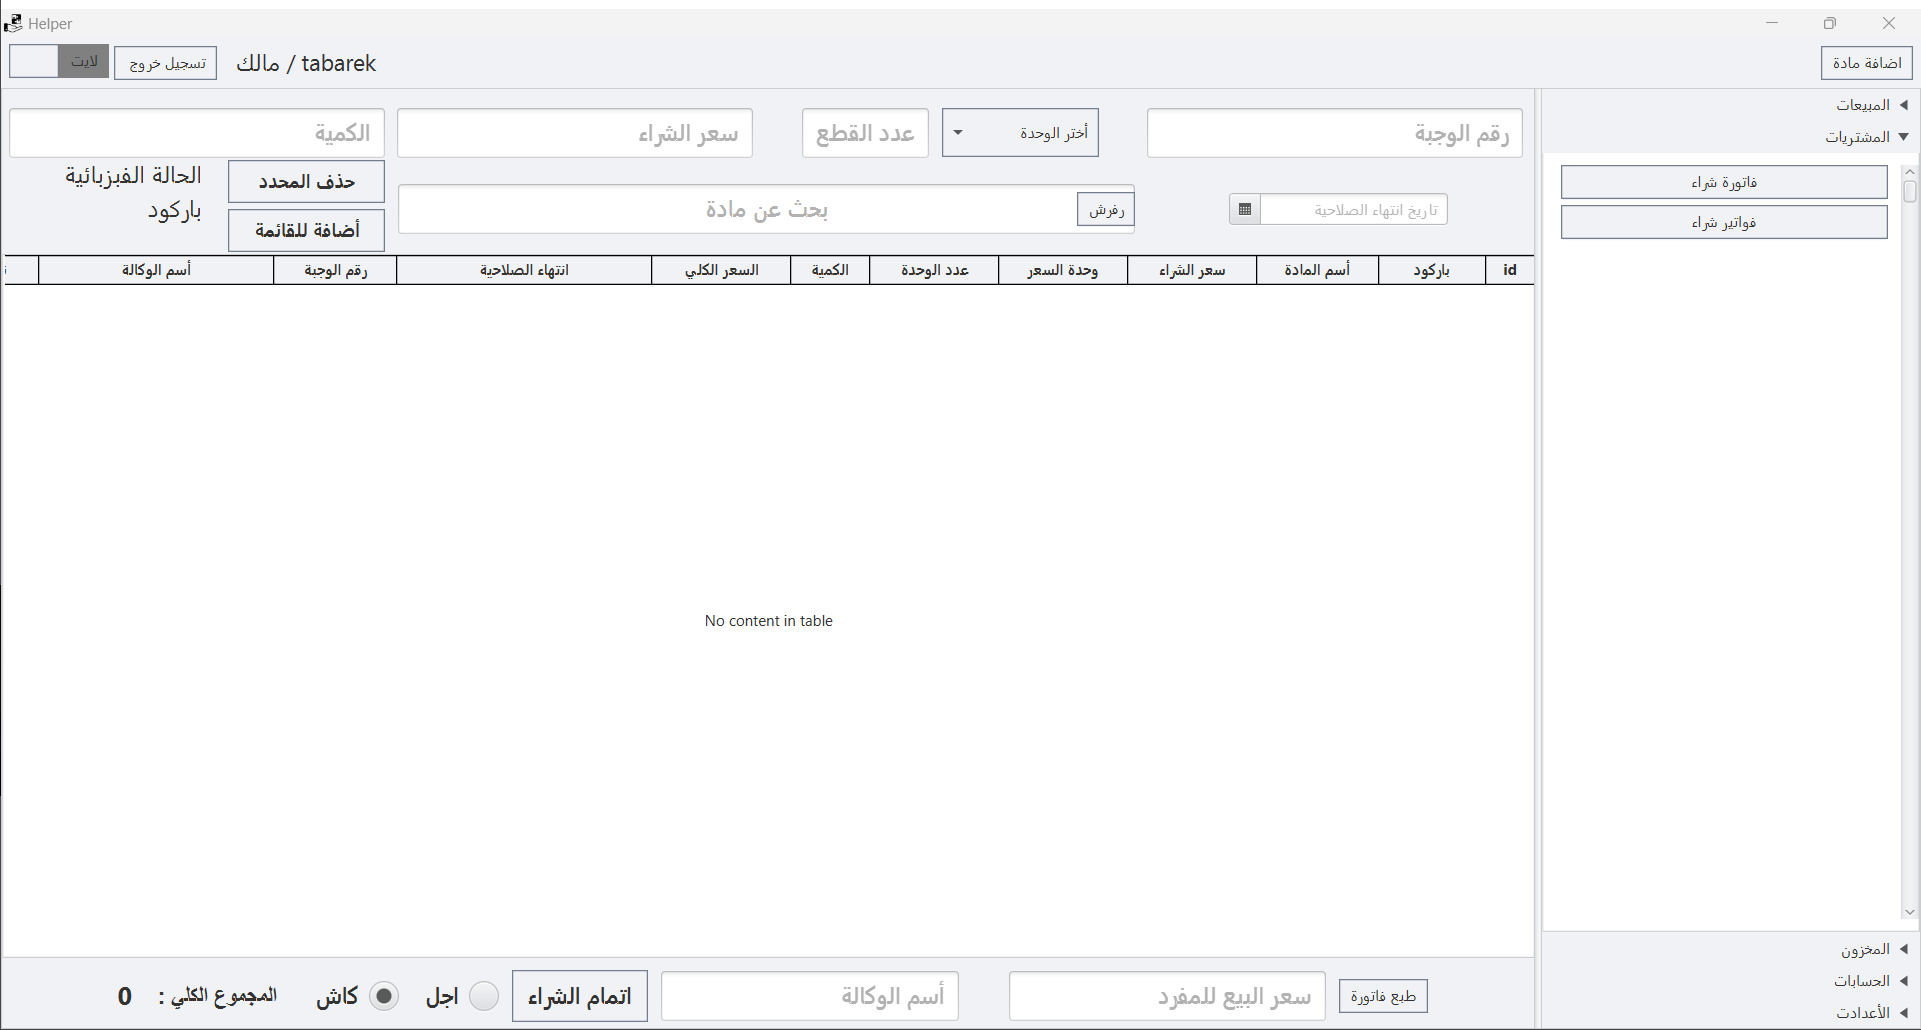 Helper
اضافة مادة
tabarek / مالك
تسجيل خروج
لايت
المبيعات
المشتريات
فاتورة شراء
فواتير شراء
المخزون
الحسابات
الأعدادت
رقم الوجبة
أختر الوحدة
عدد القطع
سعر الشراء
الكمية
تاريخ انتهاء الصلاحية
رفرش
بحث عن مادة
حذف المحدد
أضافة للقائمة
الحالة الفيزيائية
باركود
id باركود أسم المادة سعر الشراء وحدة السعر عدد الوحدة الكمية السعر الكلي انتهاء الصلاحية رقم الوجبة أسم الوكالة
No content in table
طبع فاتورة
سعر البيع للمفرد
أسم الوكالة
اتمام الشراء
اجل
كاش
المجموع الكلي : 0